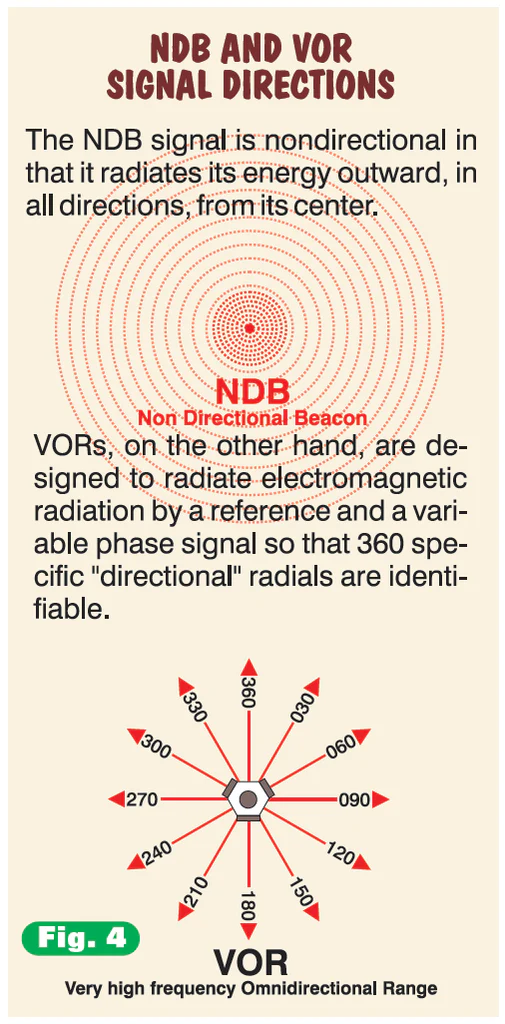 NDB AND VOR
SIGNAL DIRECTIONS
The NDB signal is nondirectional in
that it radiates its energy outward, in
all directions, from its center.
NDB
Non Directional Beacon
VORs, on the other hand, are de-
signed to radiate electromagnetic
radiation by a reference and a vari-
able phase signal so that 360 spe-
cific "directional" radials are identi-
fiable.
360
030
060
090
120
150
180
210
240
270
300
330
Fig. 4
VOR
Very high frequency Omnidirectional Range